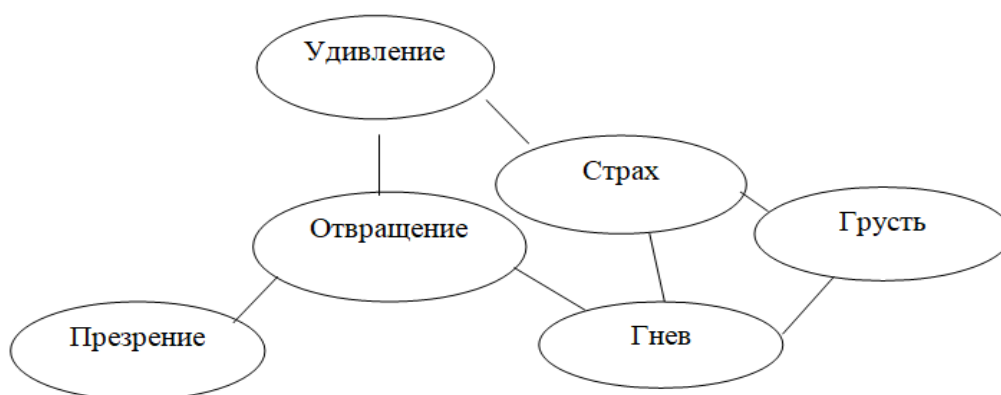 Удивление
Страх
Грусть
Отвращение
Презрение
Гнев